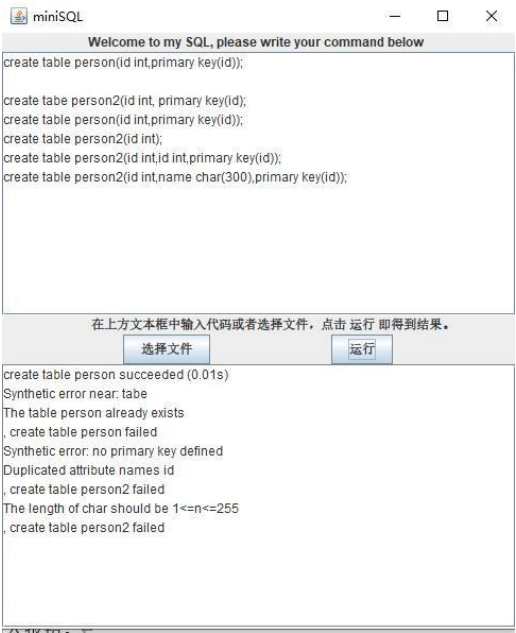 miniSQL
Welcome to my SQL, please write your command below
create table person(id int,primary key(id));
create tabe person2(id int, primary key(id);
create table person(id int,primary key(id));
create table person2(id int);
create table person2(id int,id int,primary key(id));
create table person2(id int,name char(300),primary key(id));
在上方文本框中输入代码或者选择文件，点击 运行 即得到结果。
选择文件 运行
create table person succeeded (0.01s)
Synthetic error near: tabe
The table person already exists
, create table person failed
Synthetic error: no primary key defined
Duplicated attribute names id
, create table person2 failed
The length of char should be 1<=n<=255
, create table person2 failed